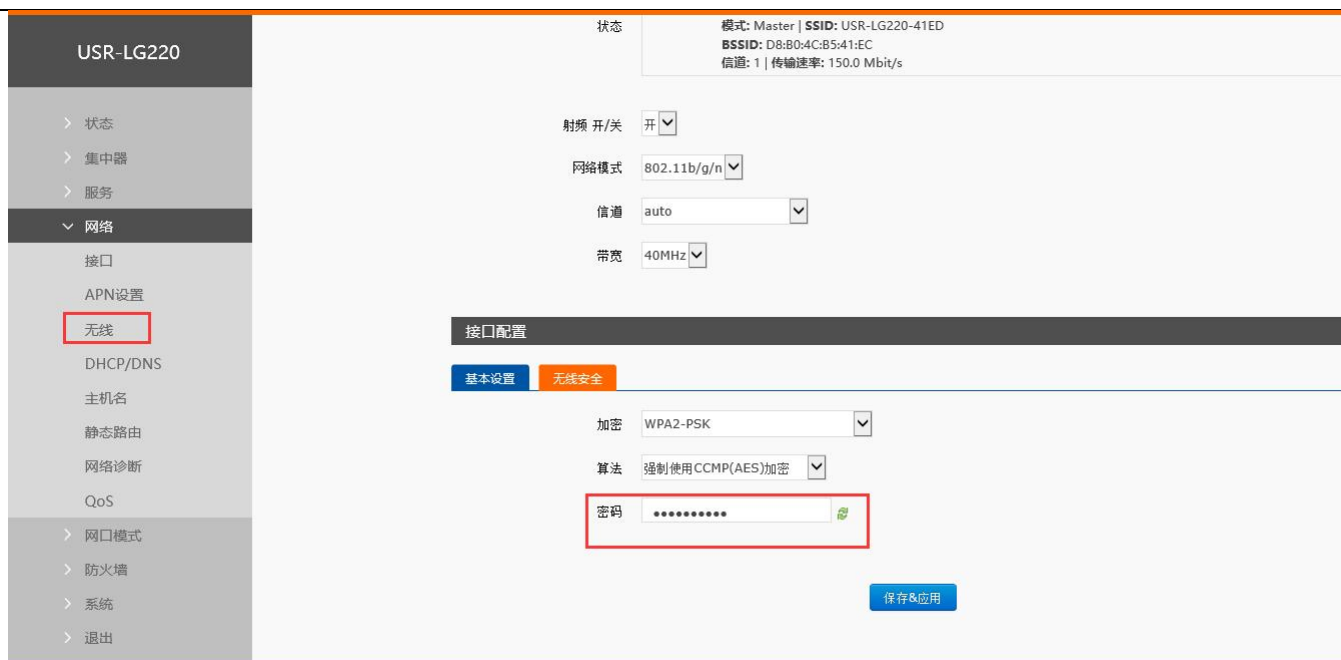 USR-LG220
状态
集中器
服务
网络
接口
APN设置
无线
DHCP/DNS
主机名
静态路由
网络诊断
QoS
网口模式
防火墙
系统
退出
状态
模式: Master | SSID: USR-LG220-41ED
BSSID: D8:B0:4C:B5:41:EC
信道: 1 | 传输速率: 150.0 Mbit/s
射频 开/关 开
网络模式 802.11b/g/n
信道 auto
带宽 40MHz
接口配置
基本设置 无线安全
加密 WPA2-PSK
算法 强制使用CCMP(AES)加密
密码 ••••••••••
保存&应用